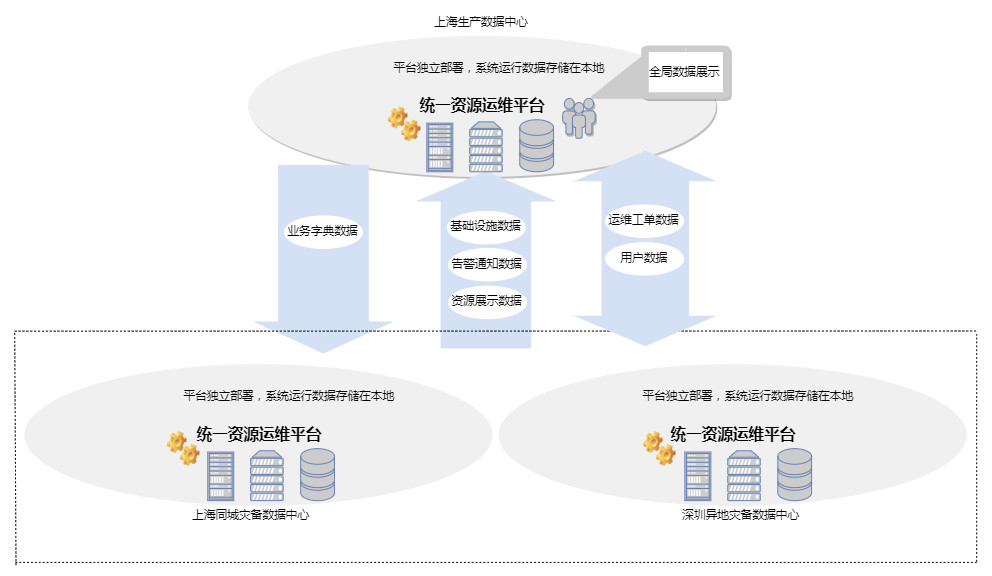 上海生产数据中心
平台独立部署，系统运行数据存储在本地
全局数据展示
统一资源运维平台
业务字典数据
基础设施数据
告警通知数据
资源展示数据
运维工单数据
用户数据
平台独立部署，系统运行数据存储在本地
统一资源运维平台
上海同城灾备数据中心
平台独立部署，系统运行数据存储在本地
统一资源运维平台
深圳异地灾备数据中心